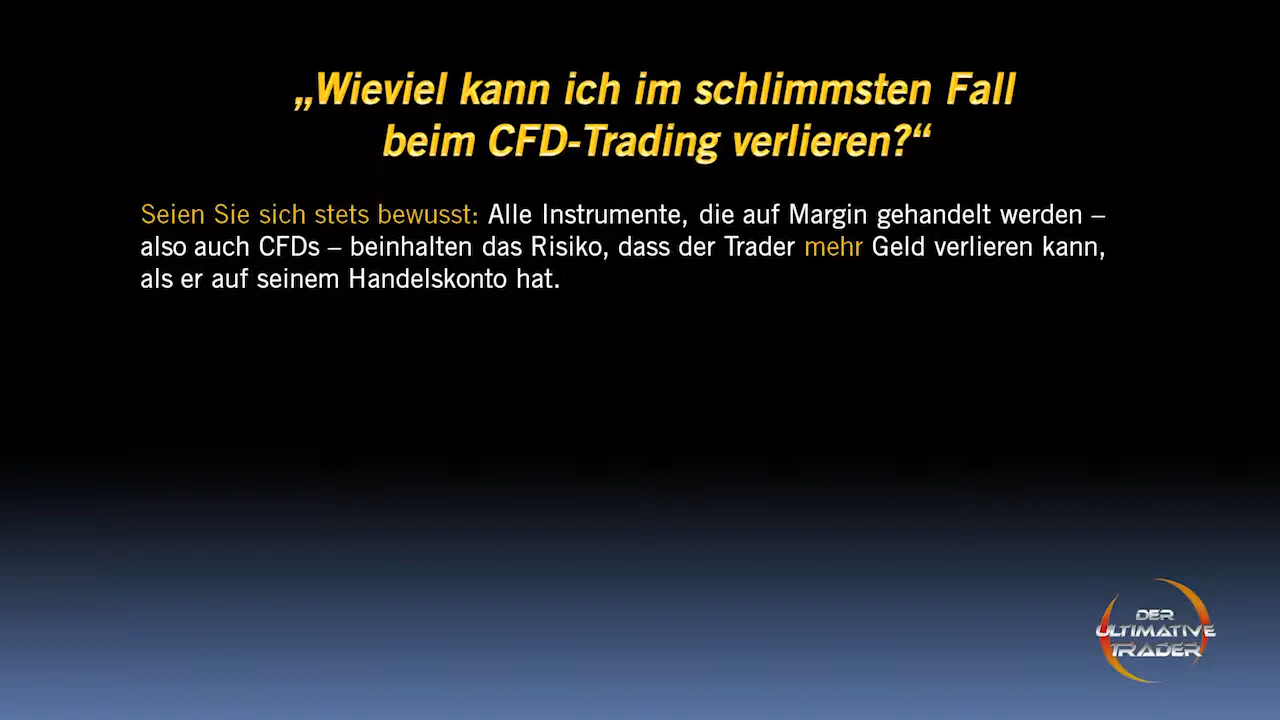 „Wieviel kann ich im schlimmsten Fall
beim CFD-Trading verlieren?“
Seien Sie sich stets bewusst: Alle Instrumente, die auf Margin gehandelt werden –
also auch CFDs – beinhalten das Risiko, dass der Trader mehr Geld verlieren kann,
als er auf seinem Handelskonto hat.
DER
ULTIMATIVE
TRADER